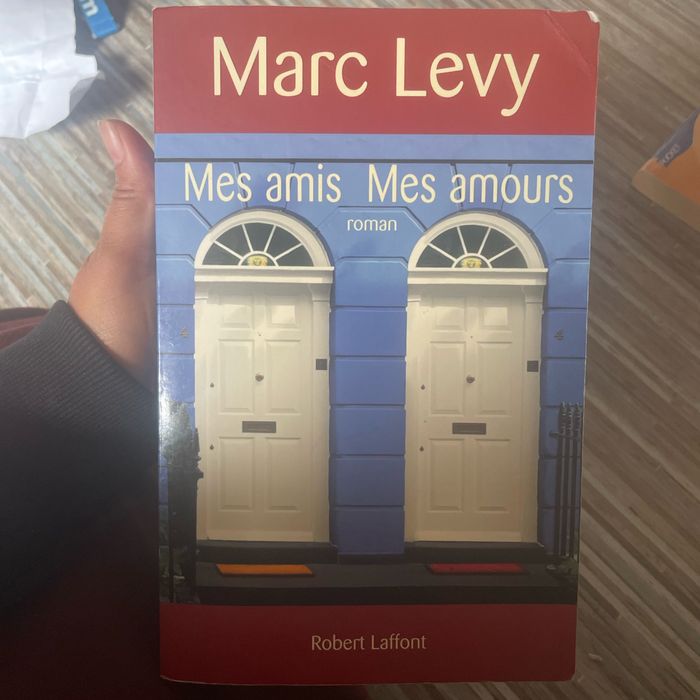 Marc Levy
Mes amis Mes amours
roman
Robert Laffont